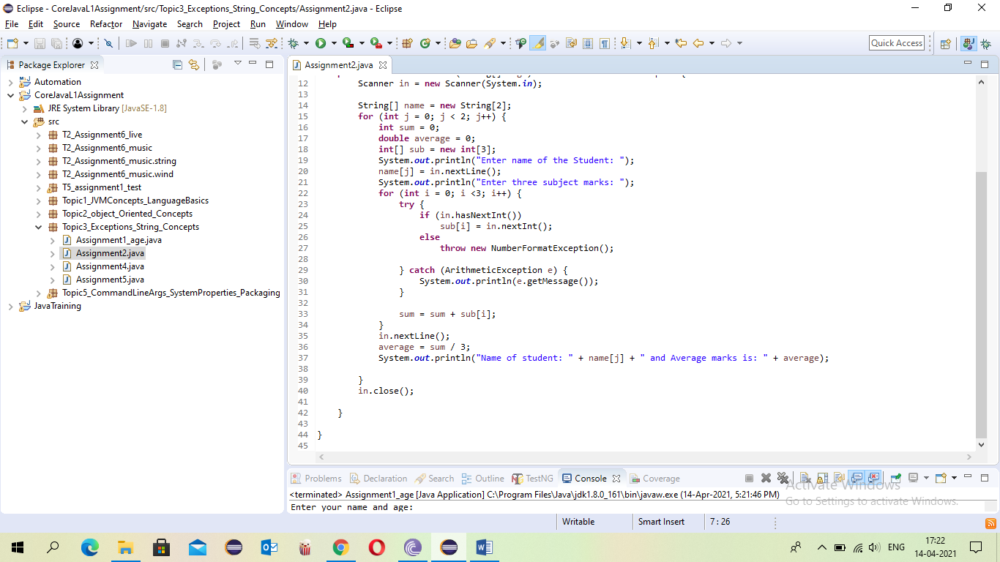 Eclipse - CoreJavaL1Assignment/src/Topic3_Exceptions_String_Concepts/Assignment2.java - Eclipse
File Edit Source Refactor Navigate Search Project Run Window Help
Quick Access
Package Explorer
Automation
CoreJavaL1Assignment
JRE System Library [JavaSE-1.8]
src
T2_Assignment6_live
T2_Assignment6_music
T2_Assignment6_music.string
T2_Assignment6_music.wind
T5_assignment1_test
Topic1_JVMConcepts_LanguageBasics
Topic2_object_Oriented_Concepts
Topic3_Exceptions_String_Concepts
Assignment1_age.java
Assignment2.java
Assignment4.java
Assignment5.java
Topic5_CommandLineArgs_SystemProperties_Packaging
JavaTraining
Assignment2.java
12 Scanner in = new Scanner(System.in);
13
14 String[] name = new String[2];
15 for (int j = 0; j < 2; j++) {
16 int sum = 0;
17 double average = 0;
18 int[] sub = new int[3];
19 System.out.println("Enter name of the Student: ");
20 name[j] = in.nextLine();
21 System.out.println("Enter three subject marks: ");
22 for (int i = 0; i <3; i++) {
23 try {
24 if (in.hasNextInt())
25 sub[i] = in.nextInt();
26 else
27 throw new NumberFormatException();
28
29 } catch (ArithmeticException e) {
30 System.out.println(e.getMessage());
31 }
32
33 sum = sum + sub[i];
34 }
35 in.nextLine();
36 average = sum / 3;
37 System.out.println("Name of student: " + name[j] + " and Average marks is: " + average);
38
39 }
40 in.close();
41
42 }
43
44 }
45
Problems Declaration Search Outline TestNG Console Coverage
<terminated> Assignment1_age [Java Application] C:\Program Files\Java\jdk1.8.0_161\bin\javaw.exe (14-Apr-2021, 5:21:46 PM)
Enter your name and age:
Activate Windows
Go to Settings to activate Windows.
Writable Smart Insert 7 : 26
ENG 17:22
14-04-2021